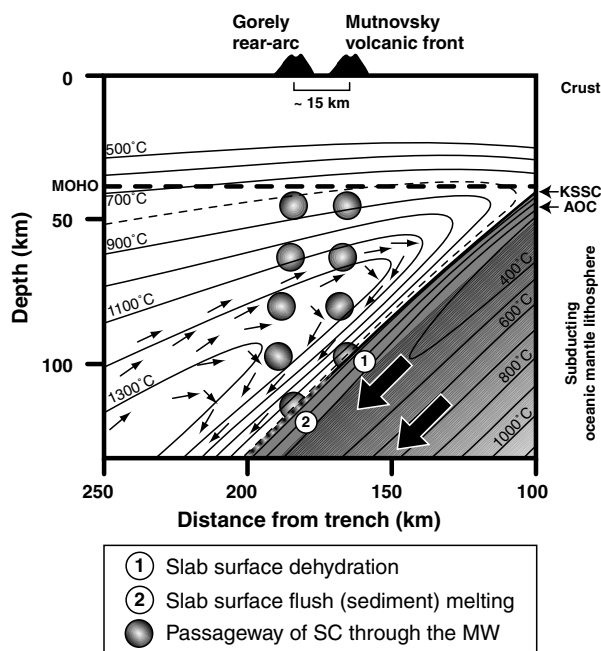 Gorely
rear-arc
Mutnovsky
volcanic front
~ 15 km
0
50
100
Depth (km)
Crust
MOHO
KSSC
AOC
500°C
700°C
900°C
1100°C
1300°C
400°C
600°C
800°C
1000°C
1
2
Subducting
oceanic mantle lithosphere
250
200
150
100
Distance from trench (km)
1 Slab surface dehydration
2 Slab surface flush (sediment) melting
Passageway of SC through the MW